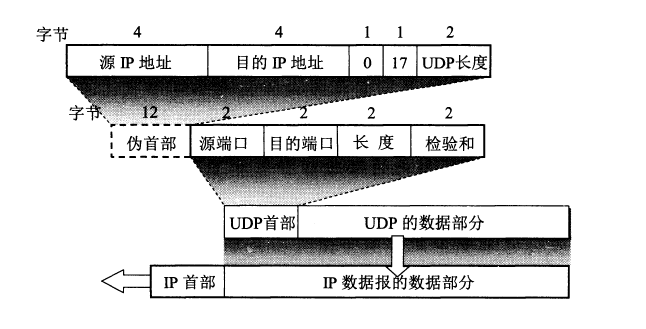 字节 4 4 1 1 2
源 IP 地址 目的 IP 地址 0 17 UDP长度
字节 12 2 2 2 2
伪首部 源端口 目的端口 长 度 检验和
UDP首部 UDP 的数据部分
IP 首部 IP 数据报的数据部分